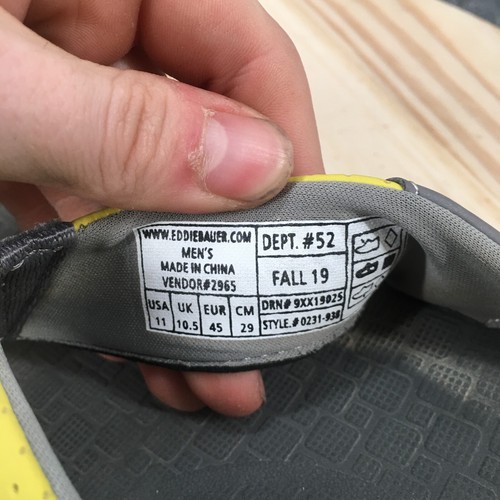 WWW.EDDIEBAUER.COM
MEN'S
MADE IN CHINA
VENDOR#2965
USA UK EUR CM
11 10.5 45 29
DEPT. #52
FALL 19
DRN# 9XX19025
STYLE.# 0231-938